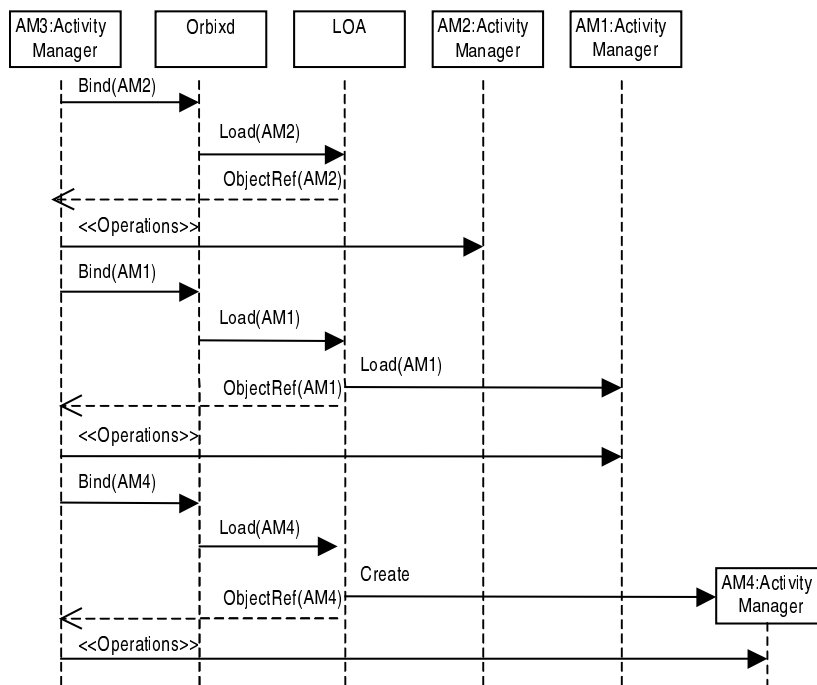 AM3:Activity
Manager
Orbixd
LOA
AM2:Activity
Manager
AM1:Activity
Manager
Bind(AM2)
Load(AM2)
ObjectRef(AM2)
<<Operations>>
Bind(AM1)
Load(AM1)
Load(AM1)
ObjectRef(AM1)
<<Operations>>
Bind(AM4)
Load(AM4)
Create
AM4:Activity
Manager
ObjectRef(AM4)
<<Operations>>